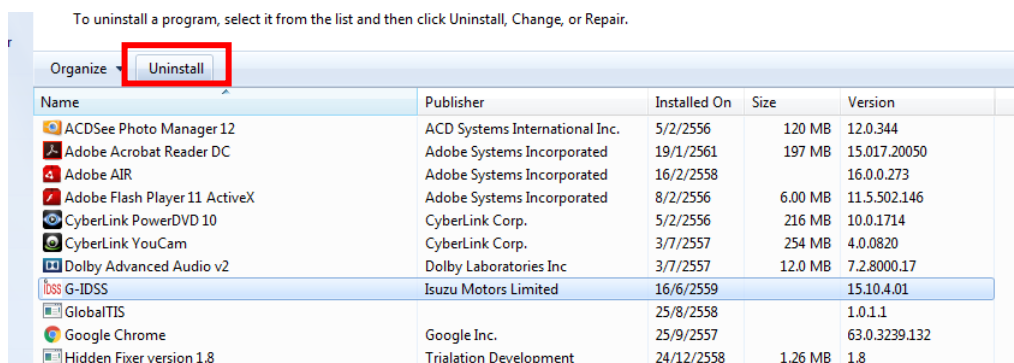 To uninstall a program, select it from the list and then click Uninstall, Change, or Repair.
r
Organize Uninstall
Name Publisher Installed On Size Version
ACDSee Photo Manager 12 ACD Systems International Inc. 5/2/2556 120 MB 12.0.344
Adobe Acrobat Reader DC Adobe Systems Incorporated 19/1/2561 197 MB 15.017.20050
Adobe AIR Adobe Systems Incorporated 16/2/2558 16.0.0.273
Adobe Flash Player 11 ActiveX Adobe Systems Incorporated 8/2/2556 6.00 MB 11.5.502.146
CyberLink PowerDVD 10 CyberLink Corp. 5/2/2556 216 MB 10.0.1714
CyberLink YouCam CyberLink Corp. 3/7/2557 254 MB 4.0.0820
Dolby Advanced Audio v2 Dolby Laboratories Inc 3/7/2557 12.0 MB 7.2.8000.17
IDSS G-IDSS Isuzu Motors Limited 16/6/2559 15.10.4.01
GlobalTIS 25/8/2558 1.0.1.1
Google Chrome Google Inc. 25/9/2557 63.0.3239.132
Hidden Fixer version 1.8 Trialation Development 24/12/2558 1.26 MB 1.8